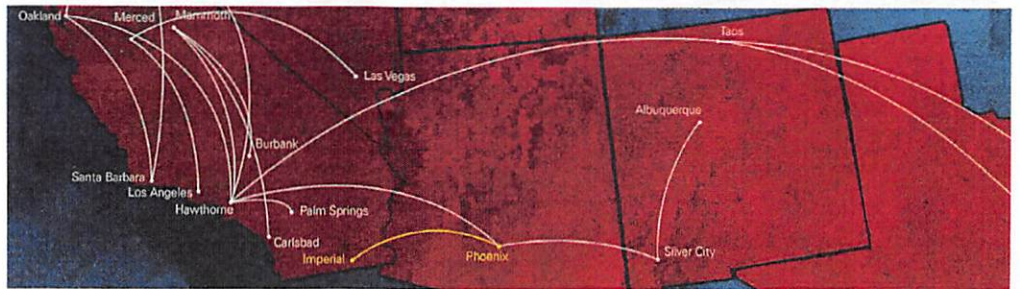 Oakland
Merced
Mammoth
Taos
Las Vegas
Albuquerque
Burbank
Santa Barbara
Los Angeles
Hawthorne
Palm Springs
Carlsbad
Imperial
Phoenix
Silver City